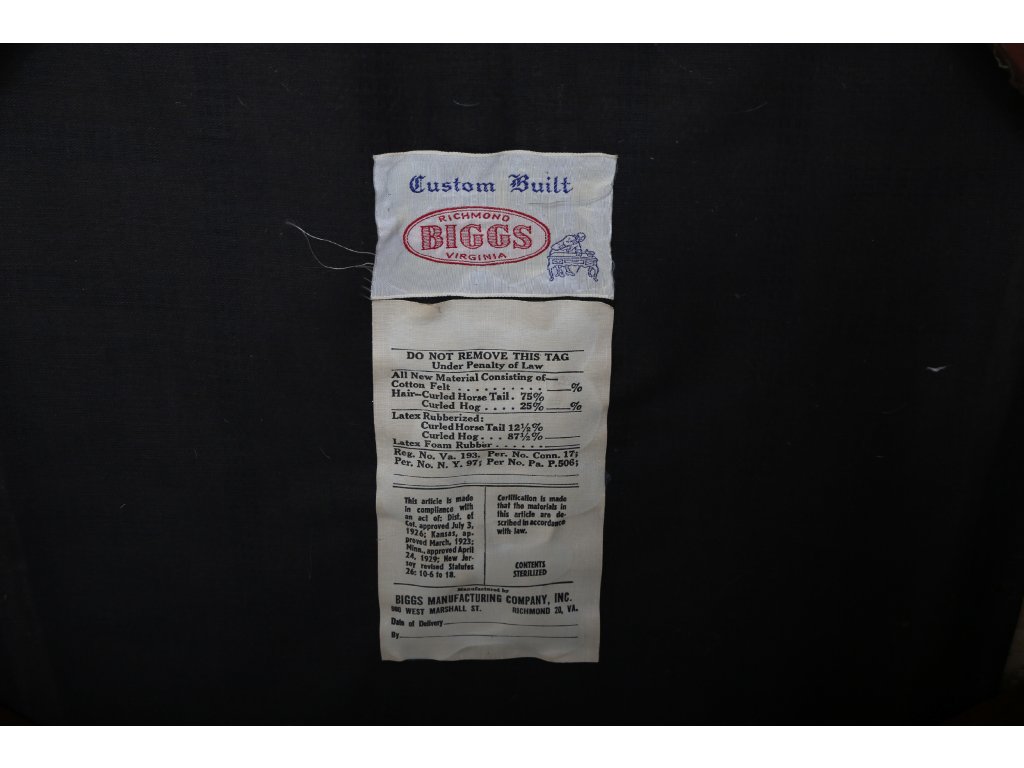 Custom Built
RICHMOND
BIGGS
VIRGINIA
DO NOT REMOVE THIS TAG
Under Penalty of Law
All New Material Consisting of—
Cotton Felt . . . . . . . . . . . ____%
Hair—Curled Horse Tail . 75%
Curled Hog . . . . 25% ____%
Latex Rubberized:
Curled Horse Tail 12½%
Curled Hog . . . 87½% ____
Latex Foam Rubber . . . . . . ____
Reg. No. Va. 193. Per. No. Conn. 17;
Per. No. N. Y. 97; Per No. Pa. P.506;
This article is made
in compliance with
an act of: Dist. of
Col. approved July 3,
1926; Kansas, ap-
proved March, 1923;
Minn., approved April
24, 1929; New Jer-
soy revised Statutes
26: 10-6 to 18.
Certification is made
that the materials in
this article are de-
scribed in accordance
with law.
CONTENTS
STERILIZED
Manufactured by
BIGGS MANUFACTURING COMPANY, INC.
900 WEST MARSHALL ST. RICHMOND 20, VA.
Date of Delivery
By